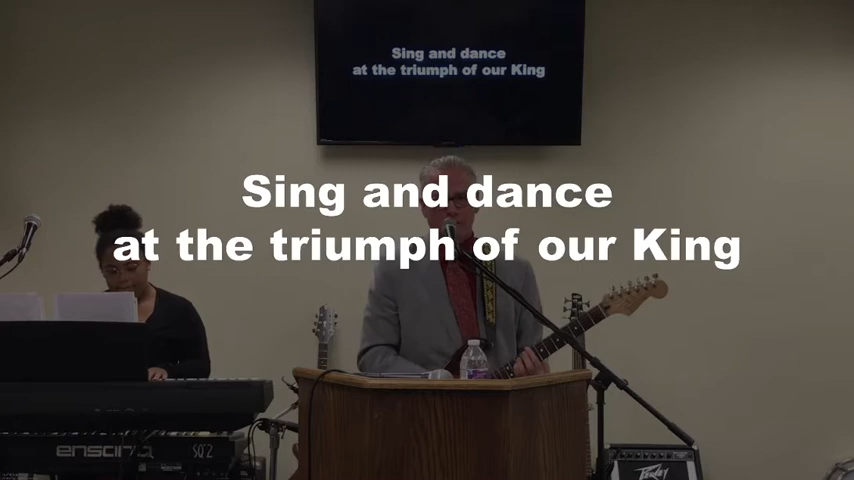 Sing and dance
at the triumph of our King
Sing and dance
at the triumph of our King
ensoniq SQ2
PEAVEY